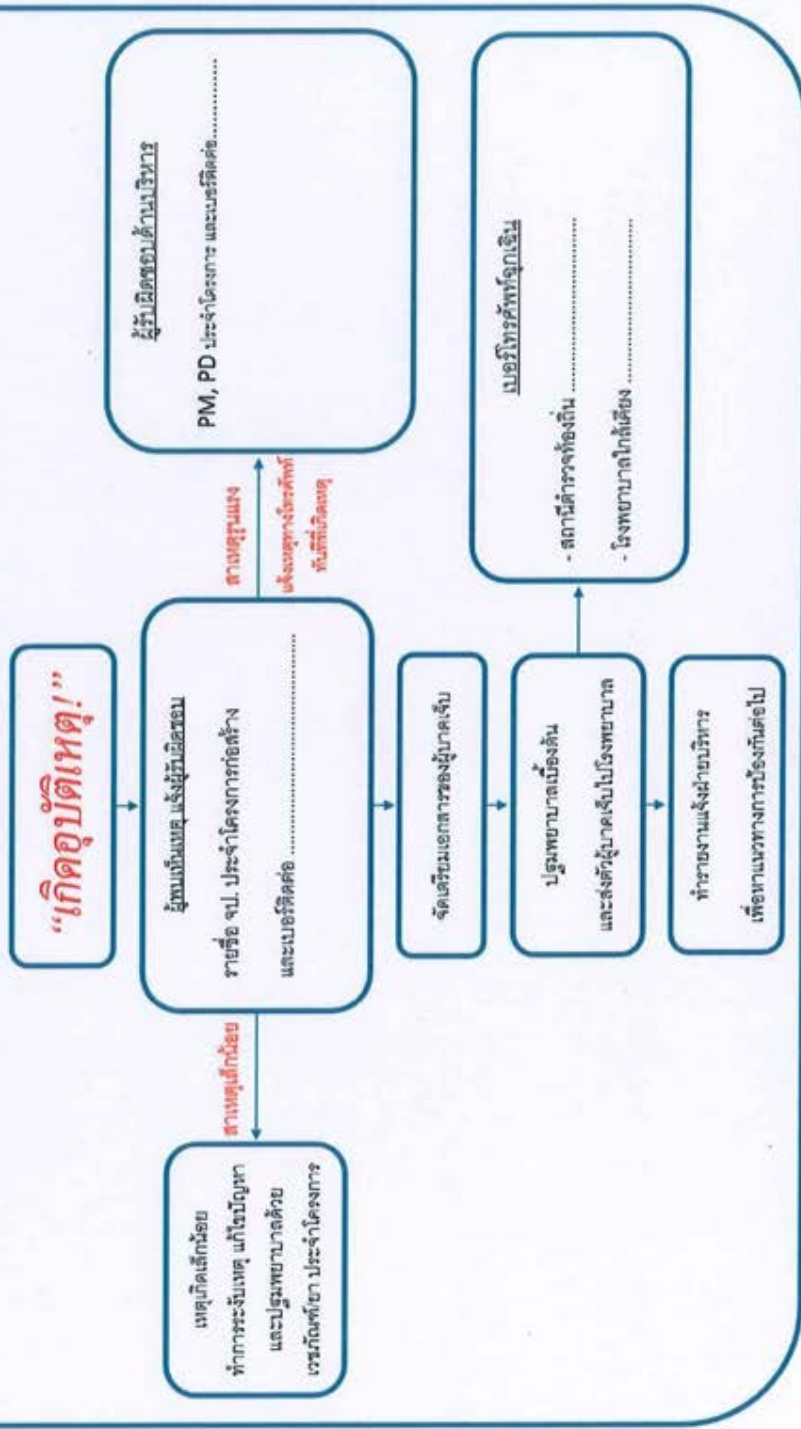 “เกิดอุบัติเหตุ!”
ผู้พบเห็นเหตุ แจ้งผู้รับผิดชอบ
รายชื่อ จป. ประจำโครงการก่อสร้าง
และเบอร์ติดต่อ ................................................
สาเหตุเล็กน้อย
เหตุเกิดเล็กน้อย
ทำการระงับเหตุ แก้ไขปัญหา
และปฐมพยาบาลด้วย
เวชภัณฑ์/ยา ประจำโครงการ
สาเหตุรุนแรง
แจ้งเหตุทางโทรศัพท์
ทันทีที่เกิดเหตุ
ผู้รับผิดชอบด้านบริหาร
PM, PD ประจำโครงการ และเบอร์ติดต่อ................
จัดเตรียมเอกสารของผู้บาดเจ็บ
ปฐมพยาบาลเบื้องต้น
และส่งตัวผู้บาดเจ็บไปโรงพยาบาล
เบอร์โทรศัพท์ฉุกเฉิน
- สถานีตำรวจท้องถิ่น ................................
- โรงพยาบาลใกล้เคียง ................................
ทำรายงานแจ้งฝ่ายบริหาร
เพื่อหาแนวทางการป้องกันต่อไป